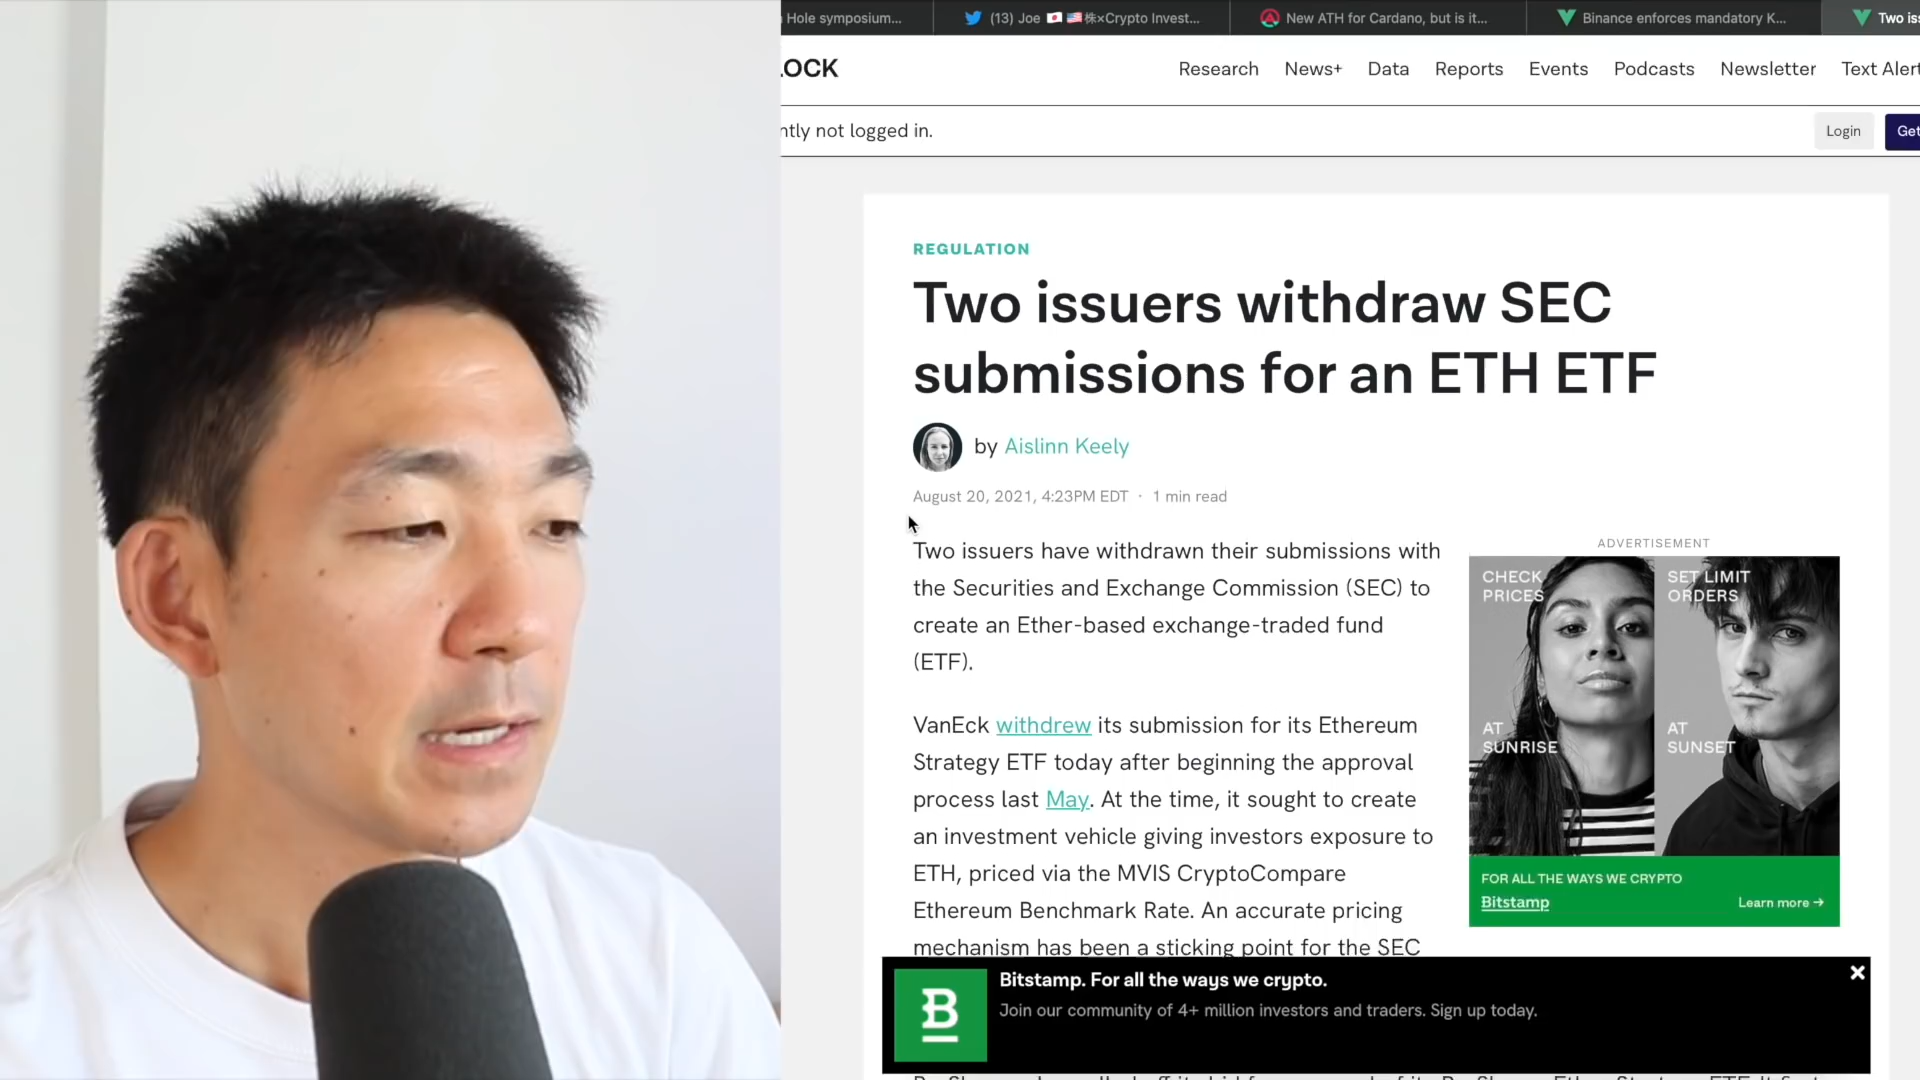 Hole symposium...
(13) Joe 🇯🇵 🇺🇸株×Crypto Invest...
New ATH for Cardano, but is it...
Binance enforces mandatory K...
Two iss
LOCK
Research News+ Data Reports Events Podcasts Newsletter Text Alert
ntly not logged in.
Login
Get
REGULATION
Two issuers withdraw SEC
submissions for an ETH ETF
by Aislinn Keely
August 20, 2021, 4:23PM EDT · 1 min read
Two issuers have withdrawn their submissions with
the Securities and Exchange Commission (SEC) to
create an Ether-based exchange-traded fund
(ETF).
VanEck withdrew its submission for its Ethereum
Strategy ETF today after beginning the approval
process last May. At the time, it sought to create
an investment vehicle giving investors exposure to
ETH, priced via the MVIS CryptoCompare
Ethereum Benchmark Rate. An accurate pricing
mechanism has been a sticking point for the SEC
ADVERTISEMENT
CHECK
PRICES
AT
SUNRISE
SET LIMIT
ORDERS
AT
SUNSET
FOR ALL THE WAYS WE CRYPTO
Bitstamp
Learn more →
B
Bitstamp. For all the ways we crypto.
Join our community of 4+ million investors and traders. Sign up today.